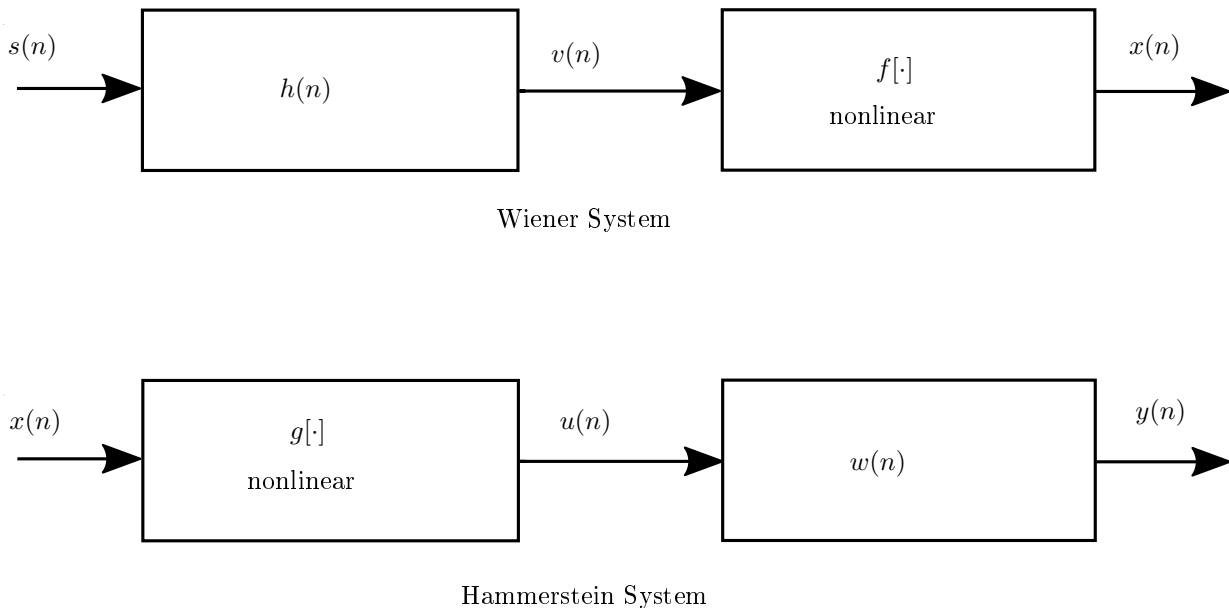 s(n)
h(n)
v(n)
f[·]
nonlinear
x(n)
Wiener System
x(n)
g[·]
nonlinear
u(n)
w(n)
y(n)
Hammerstein System